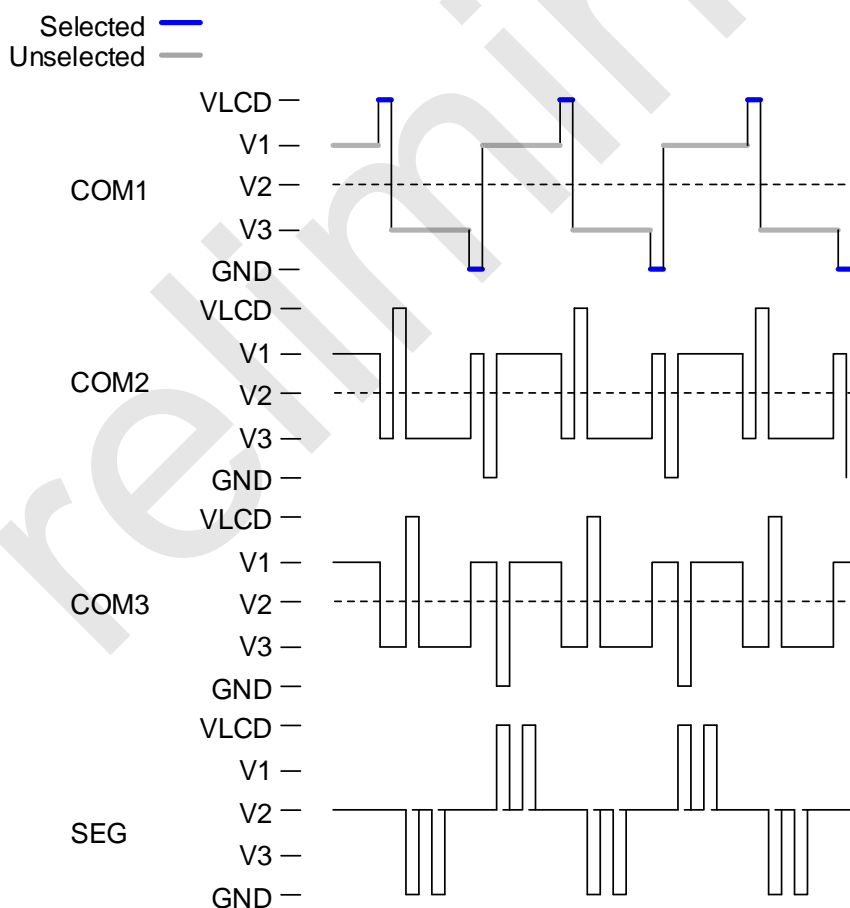 Selected
Unselected
VLCD
V1
COM1
V2
V3
GND
VLCD
V1
COM2
V2
V3
GND
VLCD
V1
V2
COM3
V3
GND
VLCD
V1
V2
SEG
V3
GND
relimin